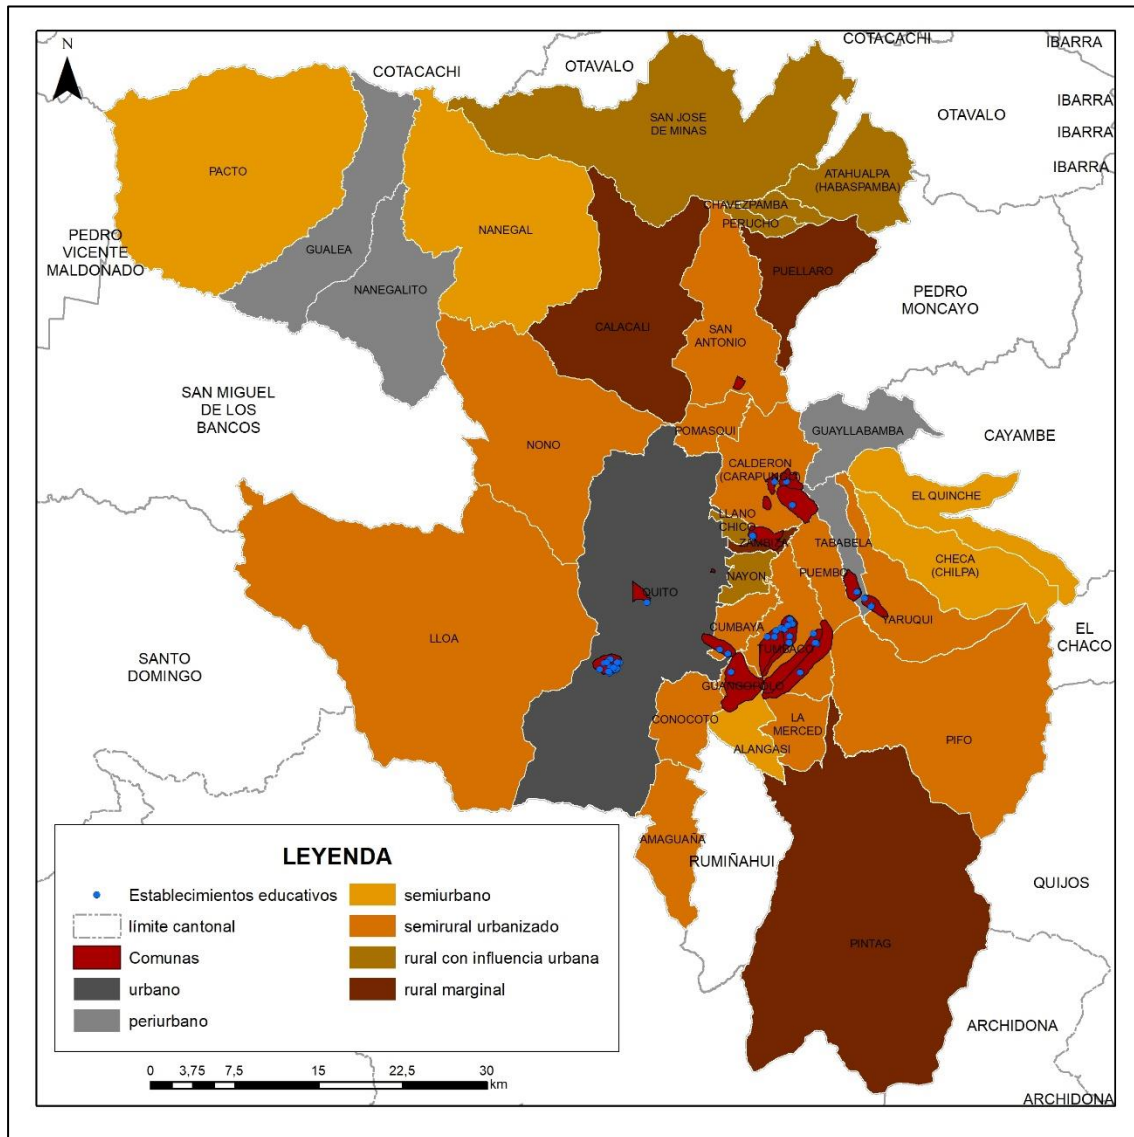 COTACACHI
IBARRA
N
OTAVALO
COTACACHI
IBARRA
OTAVALO
IBARRA
SAN JOSE
DE MINAS
IBARRA
PACTO
ATAHUALPA
(HABASPAMBA)
CHAVEZPAMBA
PERUCHO
NANEGAL
PEDRO
VICENTE
MALDONADO
GUALEA
PUELLARO
NANEGALITO
PEDRO
MONCAYO
CALACALI
SAN
ANTONIO
SAN MIGUEL
DE LOS
BANCOS
NONO
POMASQUI
GUAYLLABAMBA
CAYAMBE
CALDERON
(CARAPUNGO)
EL QUINCHE
LLANO
CHICO
ZAMBIZA
TABABELA
CHECA
(CHILPA)
NAYON
PUEMBO
QUITO
YARUQUI
CUMBAYA
LLOA
TUMBACO
EL
CHACO
SANTO
DOMINGO
GUANGOPOLO
CONOCOTO
LA
MERCED
ALANGASI
PIFO
AMAGUAÑA
RUMIÑAHUI
QUIJOS
PINTAG
ARCHIDONA
ARCHIDONA
LEYENDA
Establecimientos educativos
límite cantonal
Comunas
urbano
periurbano
semiurbano
semirural urbanizado
rural con influencia urbana
rural marginal
0 3,75 7,5 15 22,5 30
km